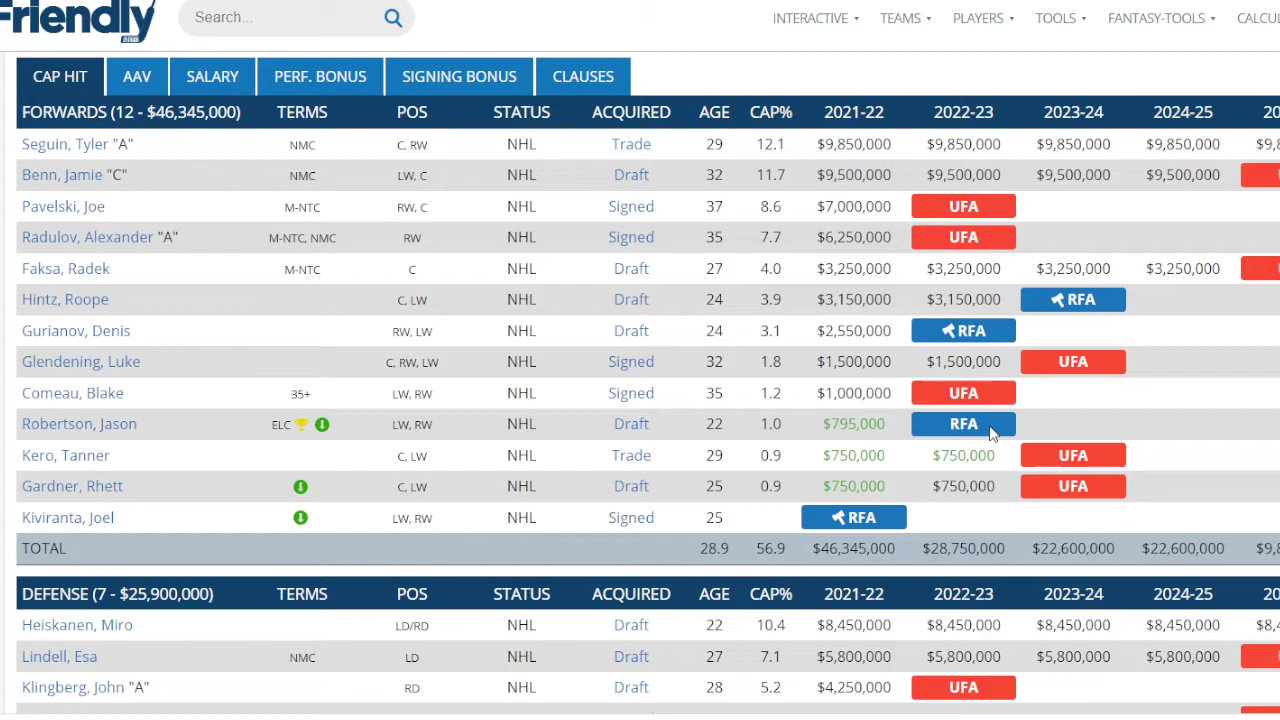 Friendly Search... INTERACTIVE TEAMS PLAYERS TOOLS FANTASY-TOOLS
CAP HIT AAV SALARY PERF. BONUS SIGNING BONUS CLAUSES
FORWARDS (12 - $46,345,000) TERMS POS STATUS ACQUIRED AGE CAP% 2021-22 2022-23 2023-24 2024-25
Seguin, Tyler "A" NMC C, RW NHL Trade 29 12.1 $9,850,000 $9,850,000 $9,850,000 $9,850,000
Benn, Jamie "C" NMC LW, C NHL Draft 32 11.7 $9,500,000 $9,500,000 $9,500,000 $9,500,000
Pavelski, Joe M-NTC RW, C NHL Signed 37 8.6 $7,000,000 UFA
Radulov, Alexander "A" M-NTC, NMC RW NHL Signed 35 7.7 $6,250,000 UFA
Faksa, Radek M-NTC C NHL Draft 27 4.0 $3,250,000 $3,250,000 $3,250,000 $3,250,000
Hintz, Roope C, LW NHL Draft 24 3.9 $3,150,000 $3,150,000 RFA
Gurianov, Denis RW, LW NHL Draft 24 3.1 $2,550,000 RFA
Glendening, Luke C, RW, LW NHL Signed 32 1.8 $1,500,000 $1,500,000 UFA
Comeau, Blake 35+ LW, RW NHL Signed 35 1.2 $1,000,000 UFA
Robertson, Jason ELC LW, RW NHL Draft 22 1.0 $795,000 RFA
Kero, Tanner C, LW NHL Trade 29 0.9 $750,000 $750,000 UFA
Gardner, Rhett C, LW NHL Draft 25 0.9 $750,000 $750,000 UFA
Kiviranta, Joel LW, RW NHL Signed 25 RFA
TOTAL 28.9 56.9 $46,345,000 $28,750,000 $22,600,000 $22,600,000
DEFENSE (7 - $25,900,000) TERMS POS STATUS ACQUIRED AGE CAP% 2021-22 2022-23 2023-24 2024-25
Heiskanen, Miro LD/RD NHL Draft 22 10.4 $8,450,000 $8,450,000 $8,450,000 $8,450,000
Lindell, Esa NMC LD NHL Draft 27 7.1 $5,800,000 $5,800,000 $5,800,000 $5,800,000
Klingberg, John "A" RD NHL Draft 28 5.2 $4,250,000 UFA